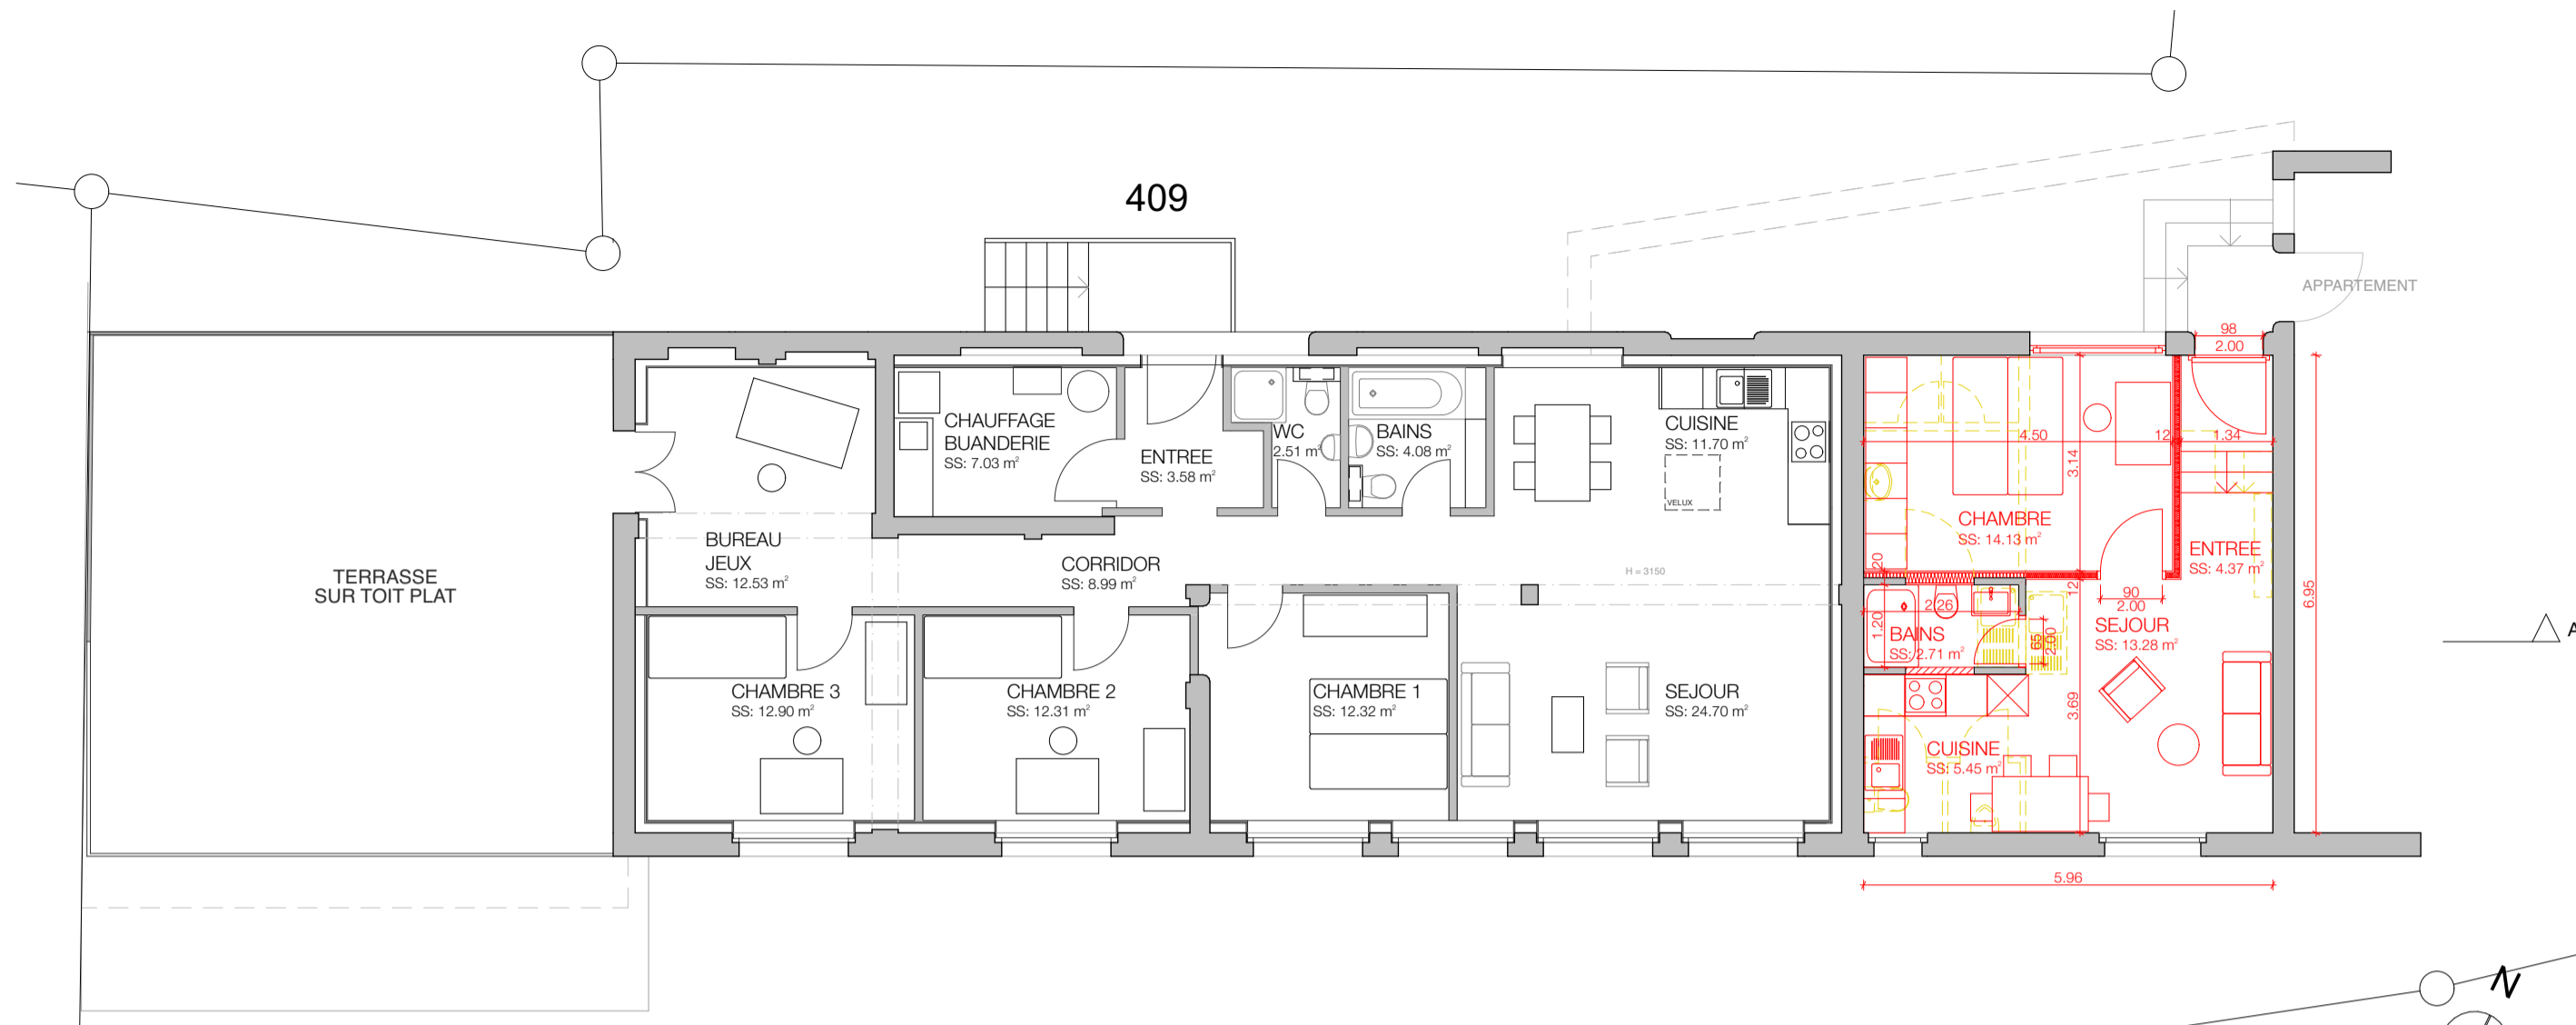 409
APPARTEMENT
TERRASSE
SUR TOIT PLAT
BUREAU
JEUX
SS: 12.53 m²
CHAUFFAGE
BUANDERIE
SS: 7.03 m²
ENTREE
SS: 3.58 m²
WC
2.51 m²
BAINS
SS: 4.08 m²
CUISINE
SS: 11.70 m²
VELUX
CORRIDOR
SS: 8.99 m²
H = 3150
CHAMBRE 3
SS: 12.90 m²
CHAMBRE 2
SS: 12.31 m²
CHAMBRE 1
SS: 12.32 m²
SEJOUR
SS: 24.70 m²
98
2.00
4.50
12
1.34
3.14
CHAMBRE
SS: 14.13 m²
ENTREE
SS: 4.37 m²
20
12
90
2.00
6.95
2.26
1.20
BAINS
SS: 2.71 m²
65
2.00
SEJOUR
SS: 13.28 m²
3.69
CUISINE
SS: 5.45 m²
5.96
A
N